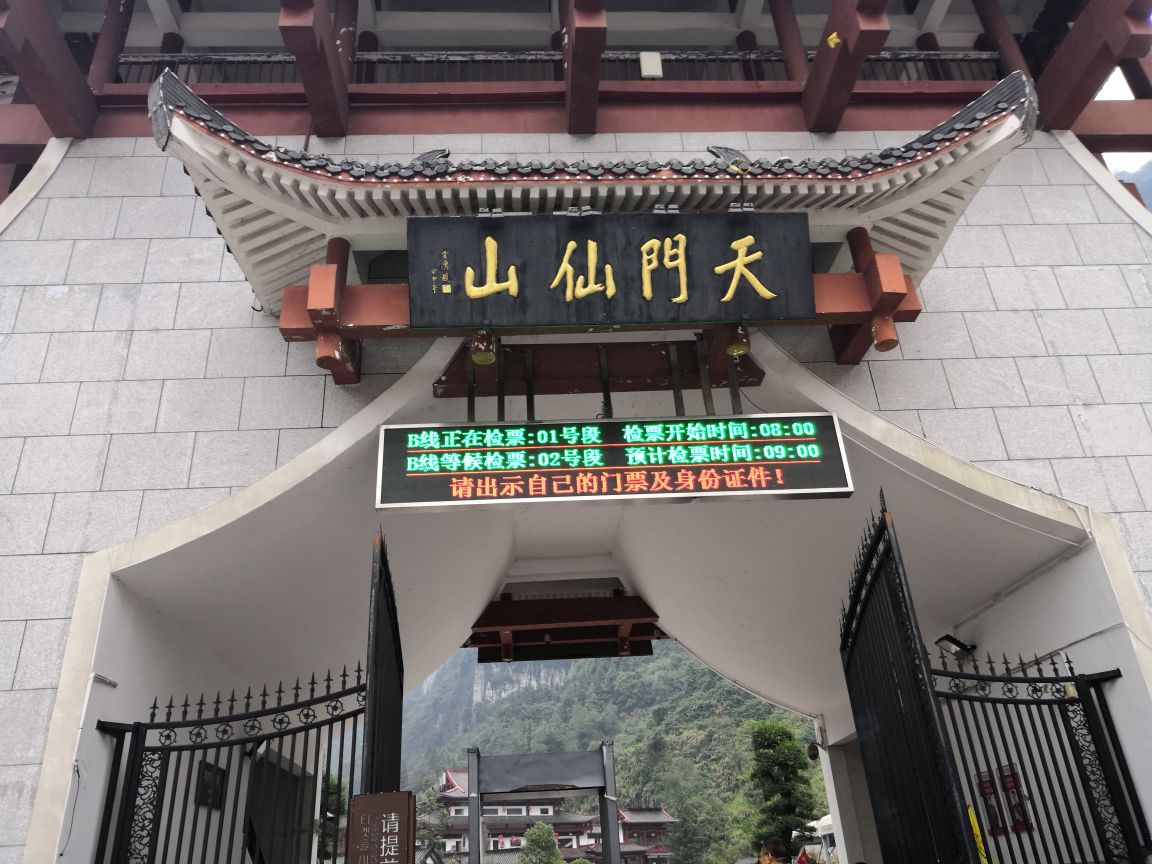 天門仙山
B线正在检票:01号段 检票开始时间:08:00
B线等候检票:02号段 预计检票时间:09:00
请出示自己的门票及身份证件!
请提前